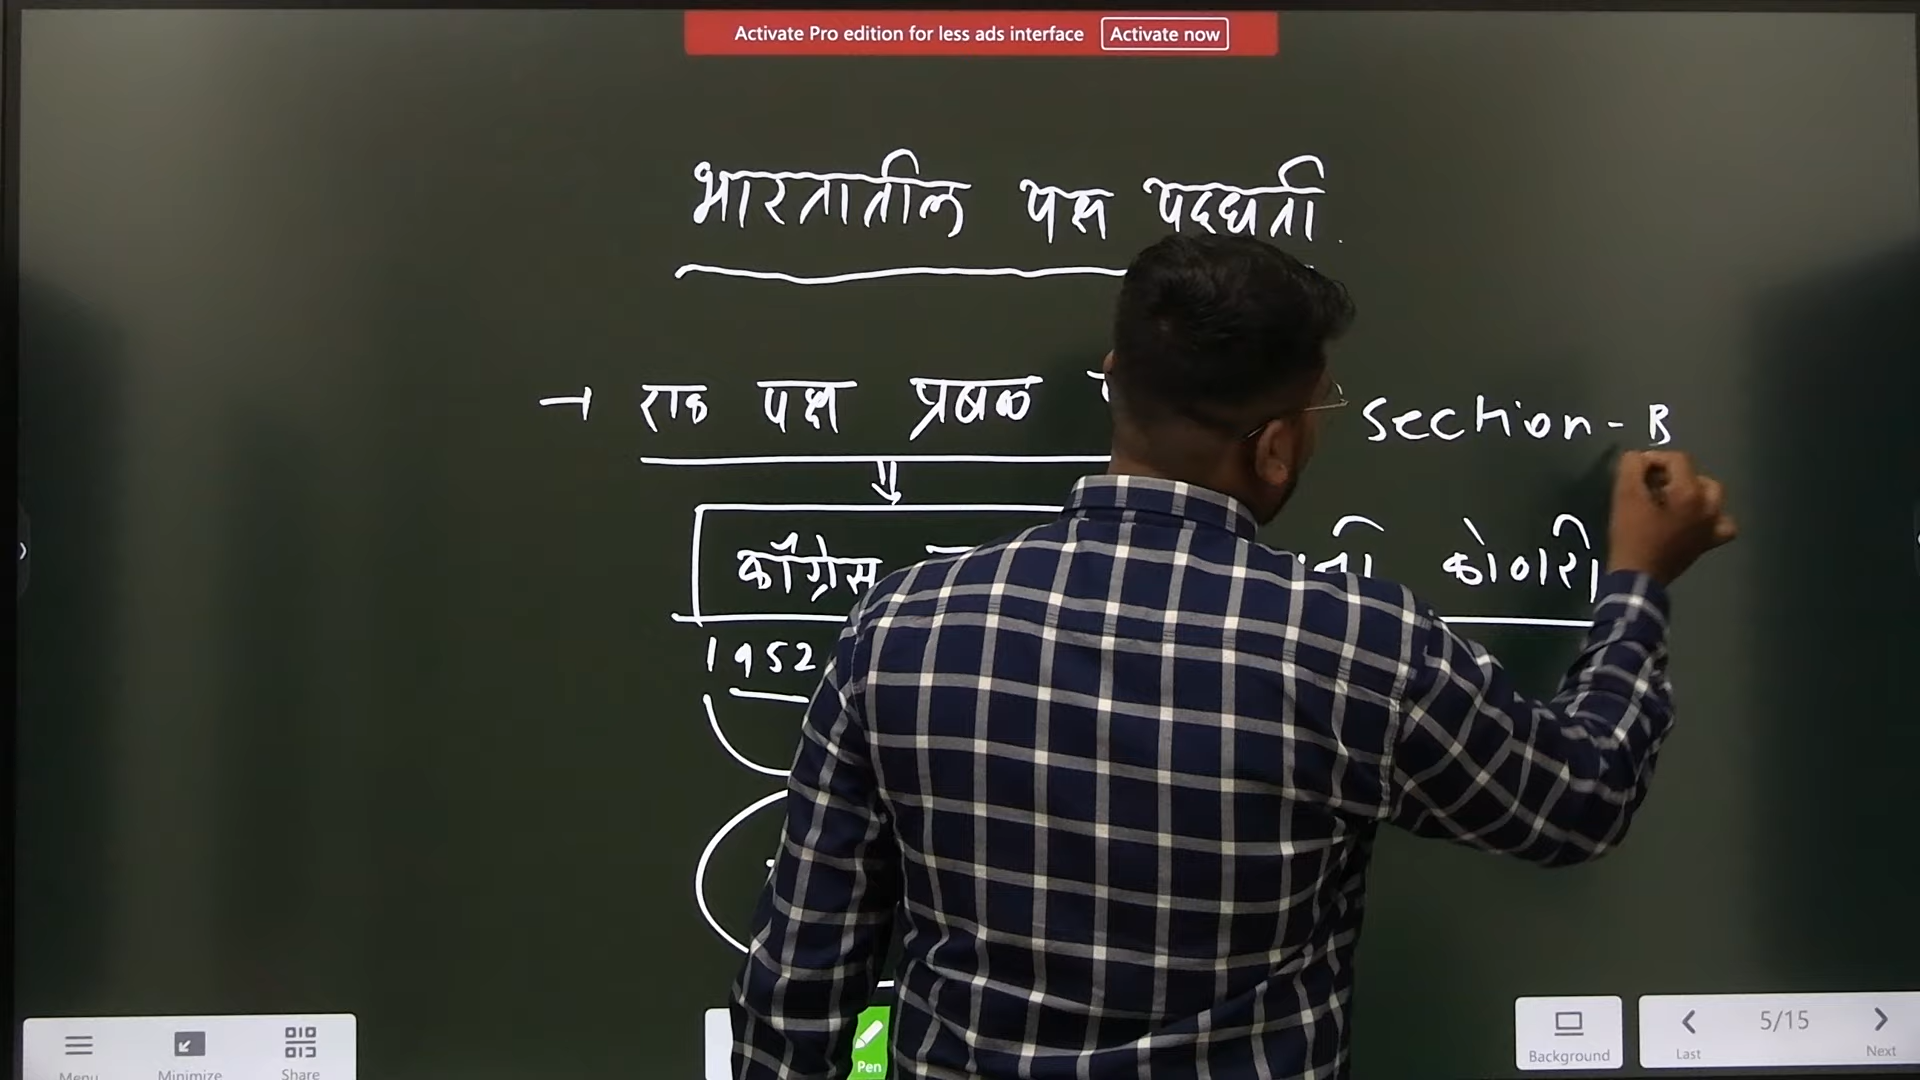 Activate Pro edition for less ads interface Activate now
भारतातील पक्ष पद्धती.
→ एक पक्ष प्रबळ
Section - B
काँग्रेस
कोठारी
1952
Pen
Background
Last 5/15 Next
Menu Minimize Share